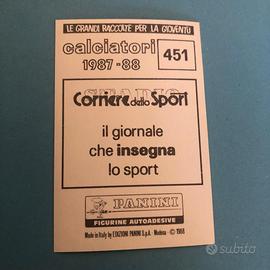 LE GRANDI RACCOLTE PER LA GIOVENTÙ
calciatori 451
1987-88
STADIO
Corriere dello Sport
il giornale
che insegna
lo sport
PANINI
FIGURINE AUTOADESIVE
Made in Italy by EDIZIONI PANINI S.p.A. - Modena - © 1988
subito